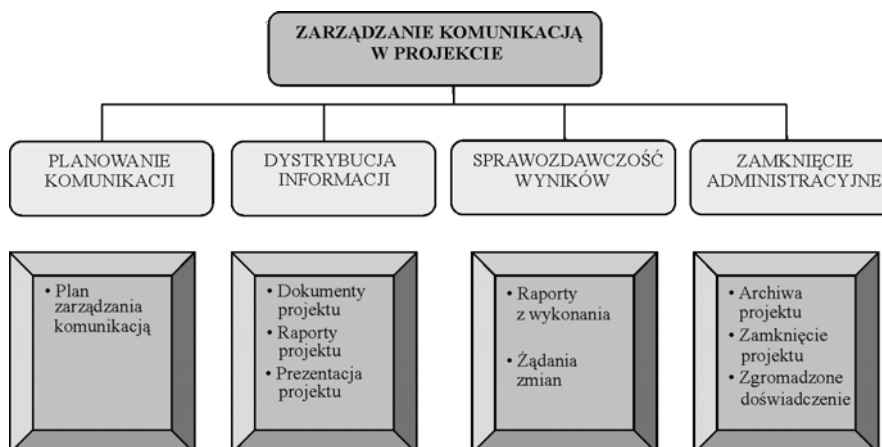 ZARZĄDZANIE KOMUNIKACJĄ
W PROJEKCIE
PLANOWANIE
KOMUNIKACJI
DYSTRYBUCJA
INFORMACJI
SPRAWOZDAWCZOŚĆ
WYNIKÓW
ZAMKNIĘCIE
ADMINISTRACYJNE
• Plan
zarządzania
komunikacją
• Dokumenty
projektu
• Raporty
projektu
• Prezentacja
projektu
• Raporty
z wykonania
• Żądania
zmian
• Archiwa
projektu
• Zamknięcie
projektu
• Zgromadzone
doświadczenie